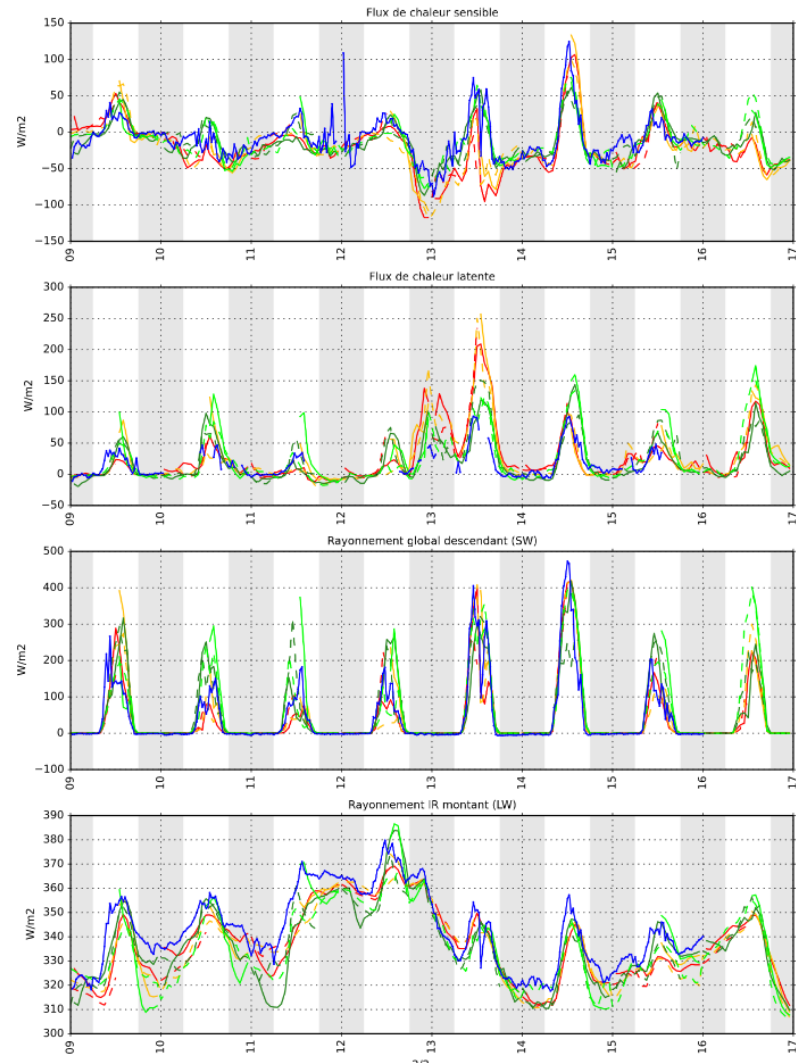 Flux de chaleur sensible
150
100
50
0
−50
−100
−150
W/m2
09 10 11 12 13 14 15 16 17
Flux de chaleur latente
300
250
200
150
100
50
0
−50
W/m2
09 10 11 12 13 14 15 16 17
Rayonnement global descendant (SW)
500
400
300
200
100
0
−100
W/m2
09 10 11 12 13 14 15 16 17
Rayonnement IR montant (LW)
390
380
370
360
350
340
330
320
310
300
W/m2
09 10 11 12 13 14 15 16 17